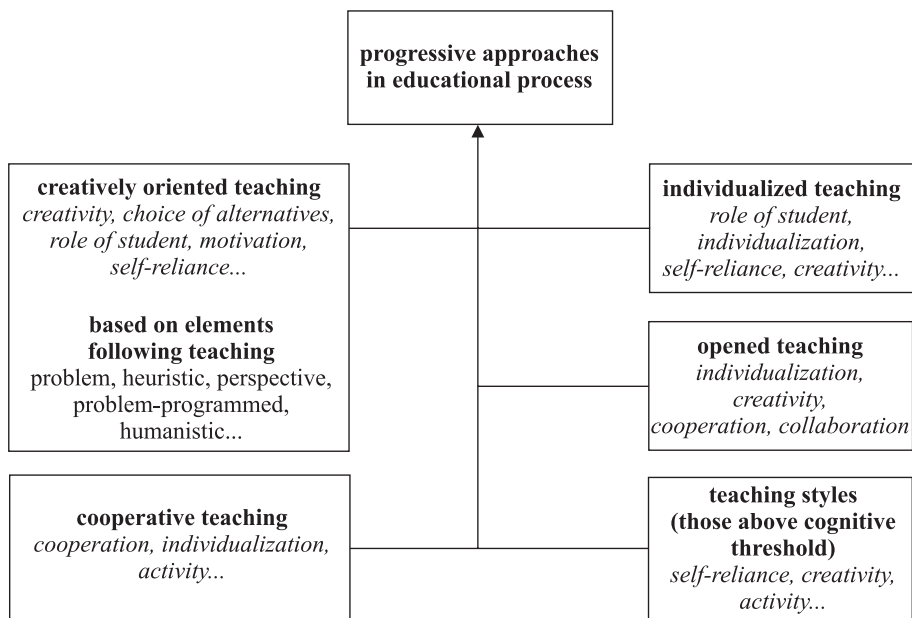 progressive approaches
in educational process
creatively oriented teaching
creativity, choice of alternatives,
role of student, motivation,
self-reliance...
based on elements
following teaching
problem, heuristic, perspective,
problem-programmed,
humanistic...
cooperative teaching
cooperation, individualization,
activity...
individualized teaching
role of student,
individualization,
self-reliance, creativity...
opened teaching
individualization,
creativity,
cooperation, collaboration
teaching styles
(those above cognitive
threshold)
self-reliance, creativity,
activity...